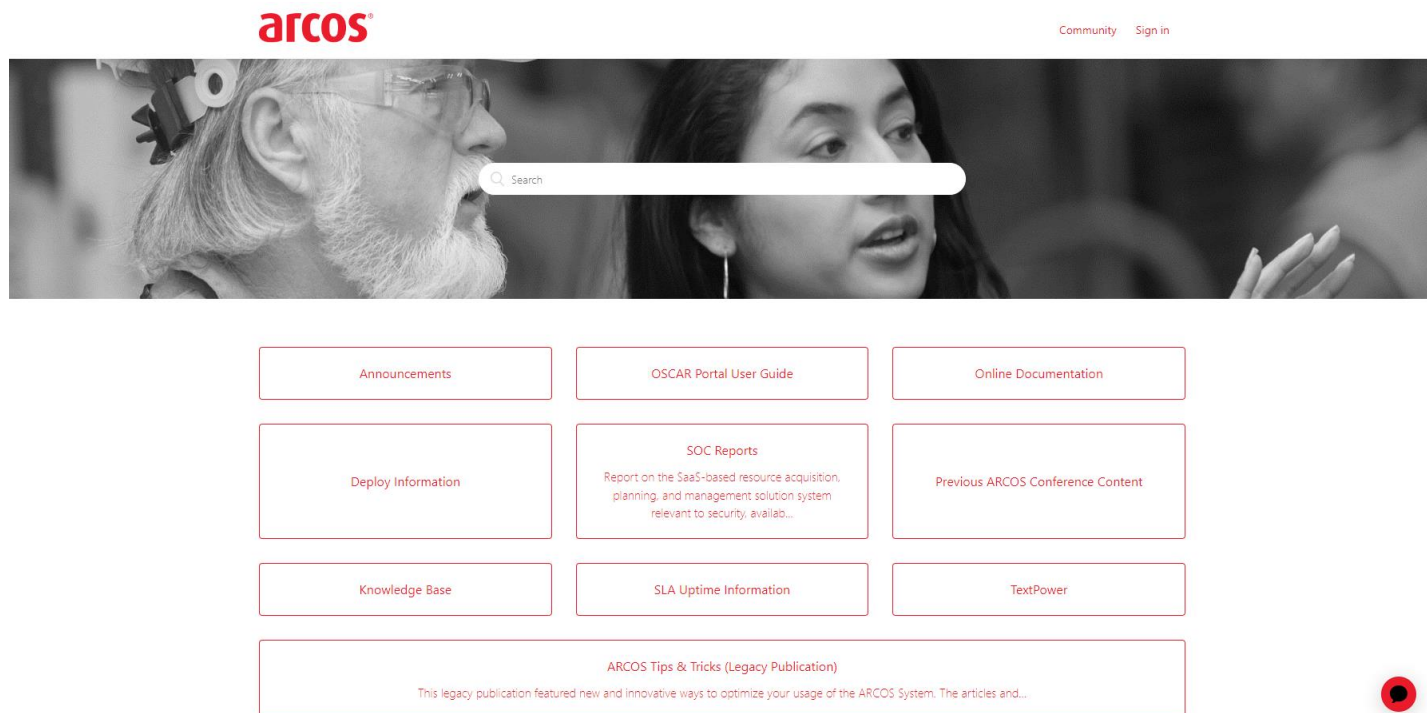 arcos®
Community Sign in
Search
Announcements
OSCAR Portal User Guide
Online Documentation
Deploy Information
SOC Reports
Report on the SaaS-based resource acquisition,
planning, and management solution system
relevant to security, availab...
Previous ARCOS Conference Content
Knowledge Base
SLA Uptime Information
TextPower
ARCOS Tips & Tricks (Legacy Publication)
This legacy publication featured new and innovative ways to optimize your usage of the ARCOS System. The articles and...